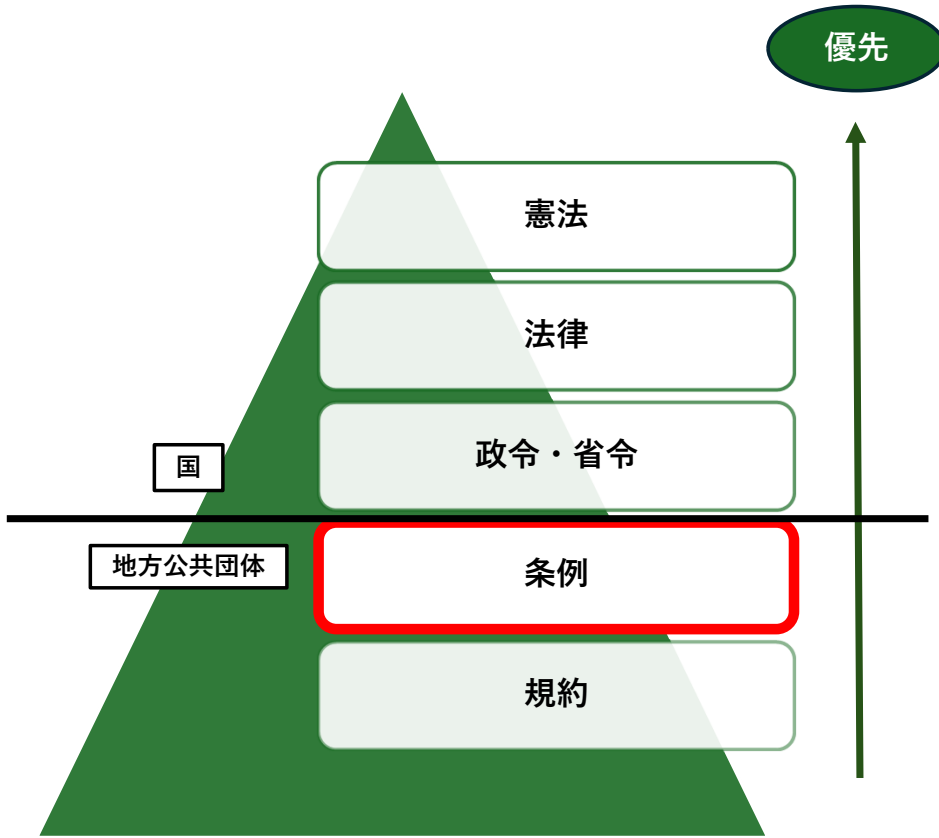 優先
憲法
法律
政令・省令
国
地方公共団体
条例
規約